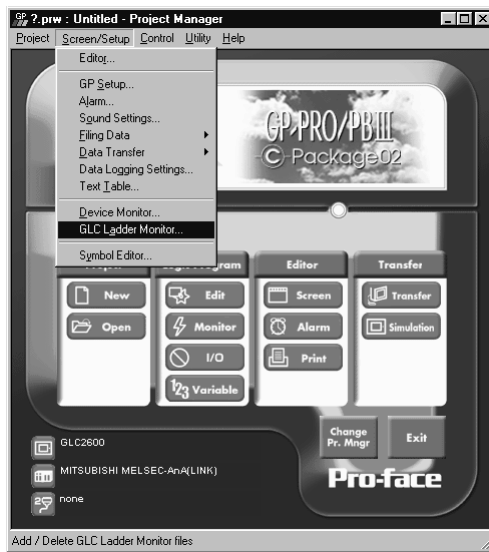 GP ?.prw : Untitled - Project Manager
Project Screen/Setup Control Utility Help
Editor...
GP Setup...
Alarm...
Sound Settings...
Filing Data
Data Transfer
Data Logging Settings...
Text Table...
Device Monitor...
GLC Ladder Monitor...
Symbol Editor...
GP-PRO/PBIII
C-Package02
Editor Transfer
New Edit Screen Transfer
Open Monitor Alarm Simulation
I/O Print
123 Variable
Change
Pr. Mngr
Exit
GLC2600
MITSUBISHI MELSEC-AnA(LINK)
none
Pro-face
Add / Delete GLC Ladder Monitor files